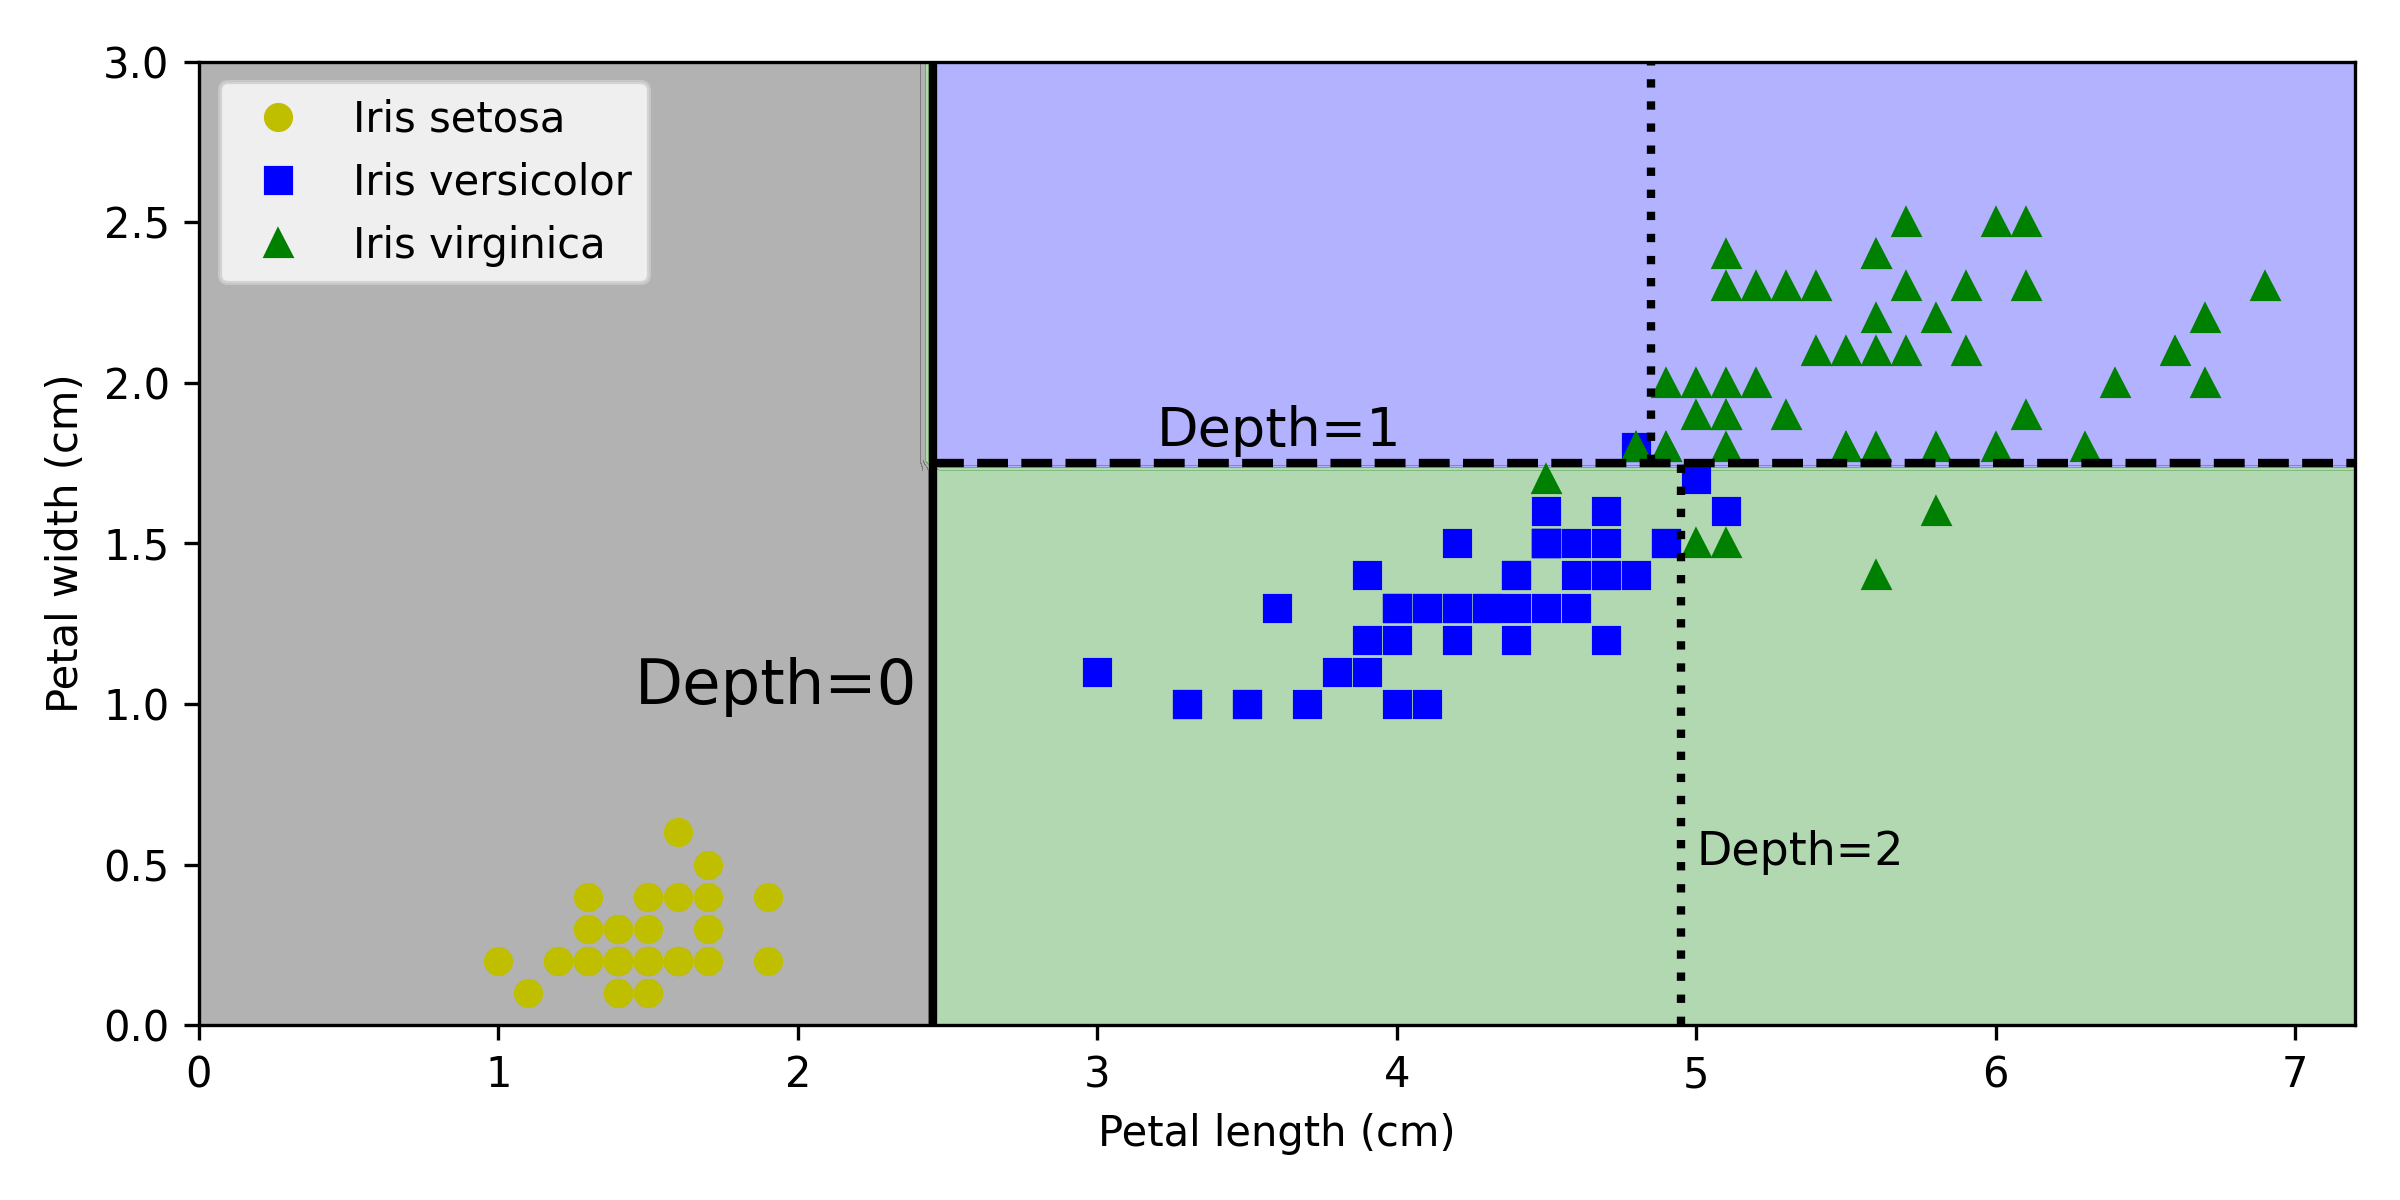 Iris setosa
Iris versicolor
Iris virginica
Depth=0
Depth=1
Depth=2
3.0
2.5
2.0
1.5
1.0
0.5
0.0
Petal width (cm)
0 1 2 3 4 5 6 7
Petal length (cm)